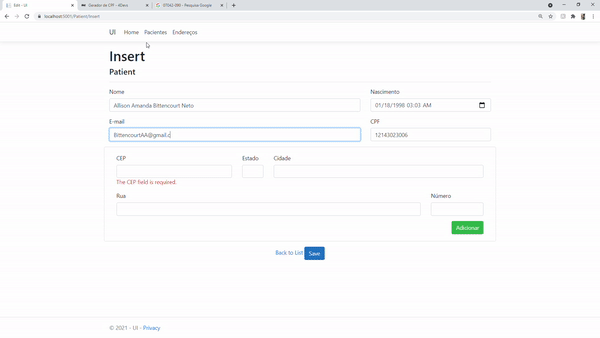 Edit - UI
Gerador de CPF - 4Devs
07042-090 - Pesquisa Google
localhost:5001/Patient/Insert
UI Home Pacientes Endereços
Insert
Patient
Nome Nascimento
Allison Amanda Bittencourt Neto 01/18/1998 03:03 AM
E-mail CPF
BittencourtAA@gmail.c 12143023006
CEP Estado Cidade
The CEP field is required.
Rua Número
Adicionar
Back to List Save
© 2021 - UI - Privacy